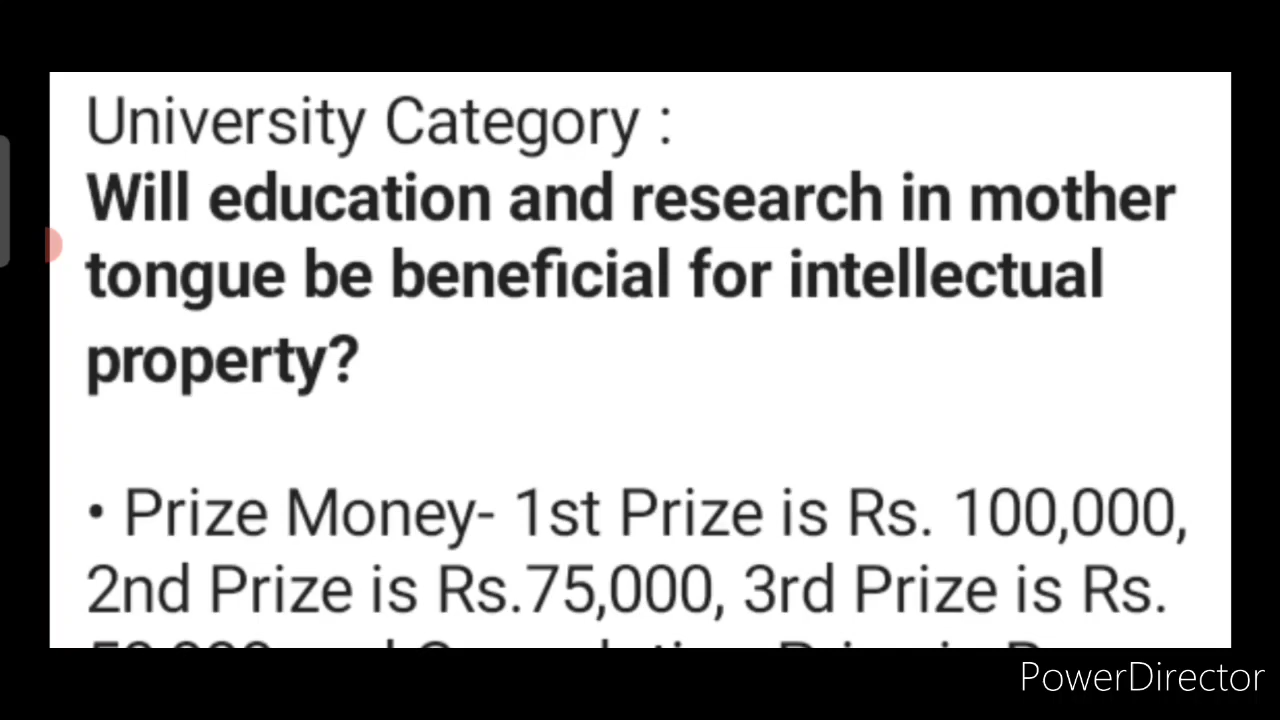 University Category :
Will education and research in mother
tongue be beneficial for intellectual
property?
• Prize Money- 1st Prize is Rs. 100,000,
2nd Prize is Rs.75,000, 3rd Prize is Rs.
PowerDirector